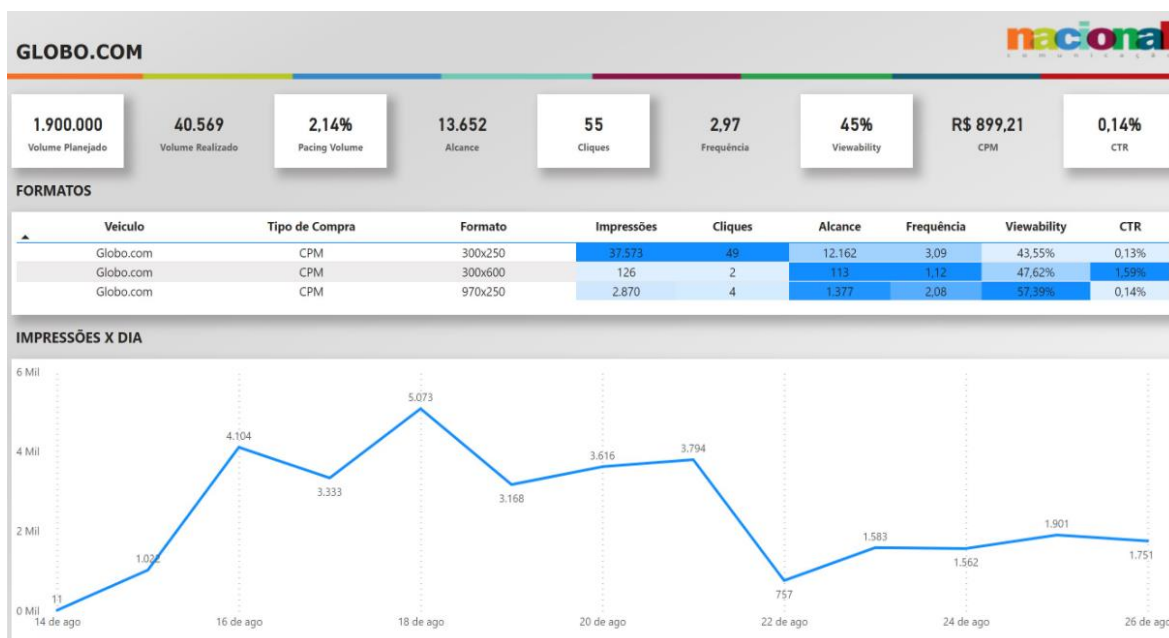 nacional
comunicação
GLOBO.COM
1.900.000 40.569 2,14% 13.652 55 2,97 45% R$ 899,21 0,14%
Volume Planejado Volume Realizado Pacing Volume Alcance Cliques Frequência Viewability CPM CTR
FORMATOS
Veiculo Tipo de Compra Formato Impressões Cliques Alcance Frequência Viewability CTR
Globo.com CPM 300x250 37.573 49 12.162 3,09 43,55% 0,13%
Globo.com CPM 300x600 126 2 113 1,12 47,62% 1,59%
Globo.com CPM 970x250 2.870 4 1.377 2,08 57,39% 0,14%
IMPRESSÕES X DIA
6 Mil
5.073
4.104
4 Mil
3.794
3.616
3.333
3.168
2 Mil
1.901
1.583
1.751
1.562
1.022
757
11
0 Mil
14 de ago 16 de ago 18 de ago 20 de ago 22 de ago 24 de ago 26 de ago